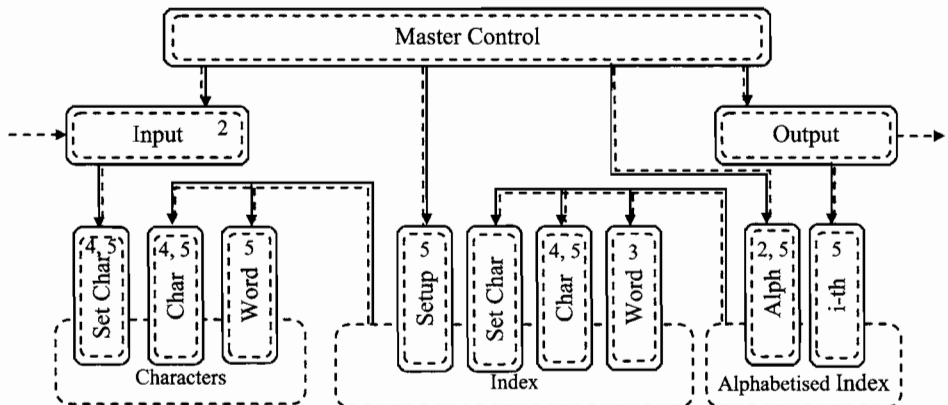 Master Control
Input 2
Output
4, 5
Set Char
4, 5
Char
5
Word
5
Setup
Set Char
4, 5
Char
3
Word
2, 5
Alph
5
i-th
Characters
Index
Alphabetised Index